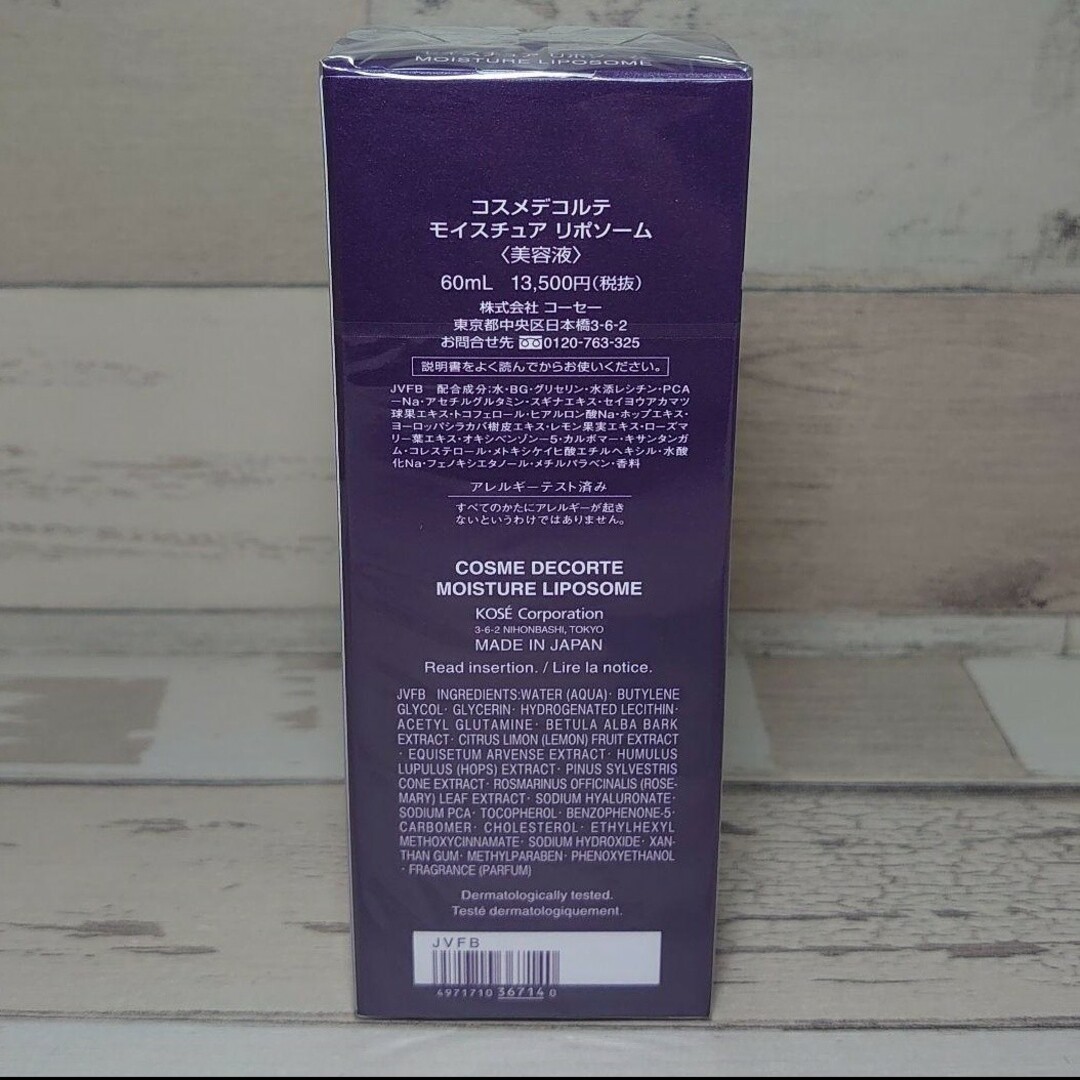 モイスチュア リポソーム
MOISTURE LIPOSOME
コスメデコルテ
モイスチュア リポソーム
〈美容液〉
60mL 13,500円(税抜)
株式会社 コーセー
東京都中央区日本橋3-6-2
お問合せ先 0120-763-325
説明書をよく読んでからお使いください。
JVFB 配合成分:水・BG・グリセリン・水添レシチン・PCA
ーNa・アセチルグルタミン・スギナエキス・セイヨウアカマツ
球果エキス・トコフェロール・ヒアルロン酸Na・ホップエキス・
ヨーロッパシラカバ樹皮エキス・レモン果実エキス・ローズマ
リー葉エキス・オキシベンゾン-5・カルボマー・キサンタンガ
ム・コレステロール・メトキシケイヒ酸エチルヘキシル・水酸
化Na・フェノキシエタノール・メチルパラベン・香料
アレルギーテスト済み
すべてのかたにアレルギーが起き
ないというわけではありません。
COSME DECORTE
MOISTURE LIPOSOME
KOSÉ Corporation
3-6-2 NIHONBASHI, TOKYO
MADE IN JAPAN
Read insertion. / Lire la notice.
JVFB INGREDIENTS:WATER (AQUA)· BUTYLENE
GLYCOL· GLYCERIN· HYDROGENATED LECITHIN·
ACETYL GLUTAMINE· BETULA ALBA BARK
EXTRACT· CITRUS LIMON (LEMON) FRUIT EXTRACT
· EQUISETUM ARVENSE EXTRACT· HUMULUS
LUPULUS (HOPS) EXTRACT· PINUS SYLVESTRIS
CONE EXTRACT· ROSMARINUS OFFICINALIS (ROSE-
MARY) LEAF EXTRACT· SODIUM HYALURONATE·
SODIUM PCA· TOCOPHEROL· BENZOPHENONE-5·
CARBOMER· CHOLESTEROL· ETHYLHEXYL
METHOXYCINNAMATE· SODIUM HYDROXIDE· XAN-
THAN GUM· METHYLPARABEN· PHENOXYETHANOL
· FRAGRANCE (PARFUM)
Dermatologically tested.
Testé dermatologiquement.
JVFB
4971710 36714 0